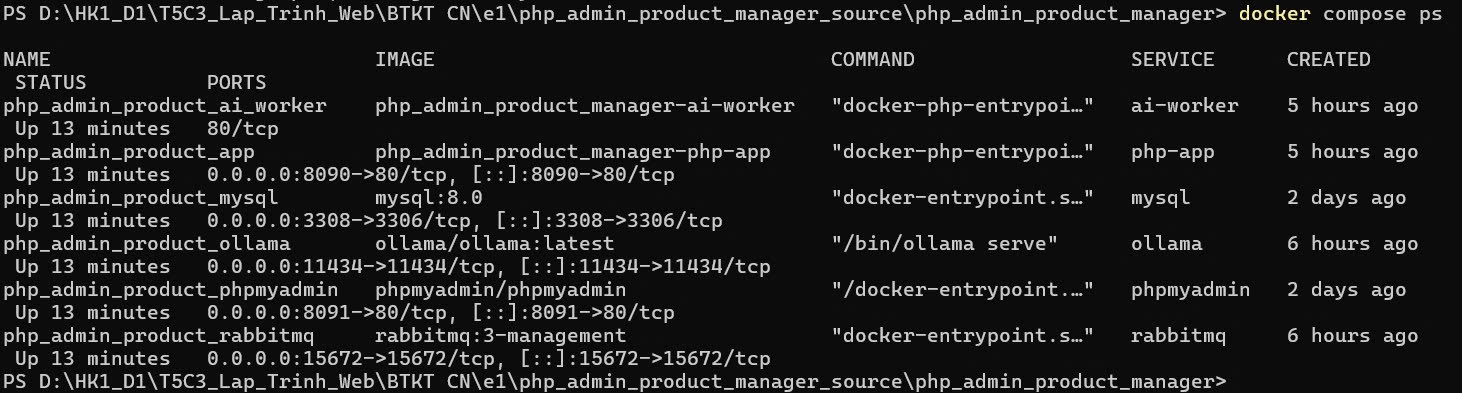 PS D:\HK1_D1\T5C3_Lap_Trinh_Web\BTKT CN\e1\php_admin_product_manager_source\php_admin_product_manager> docker compose ps
NAME                           IMAGE                                 COMMAND                  SERVICE      CREATED
 STATUS          PORTS
php_admin_product_ai_worker    php_admin_product_manager-ai-worker   "docker-php-entrypoi…"   ai-worker    5 hours ago
 Up 13 minutes   80/tcp
php_admin_product_app          php_admin_product_manager-php-app     "docker-php-entrypoi…"   php-app      5 hours ago
 Up 13 minutes   0.0.0.0:8090->80/tcp, [::]:8090->80/tcp
php_admin_product_mysql        mysql:8.0                             "docker-entrypoint.s…"   mysql        2 days ago
 Up 13 minutes   0.0.0.0:3308->3306/tcp, [::]:3308->3306/tcp
php_admin_product_ollama       ollama/ollama:latest                  "/bin/ollama serve"      ollama       6 hours ago
 Up 13 minutes   0.0.0.0:11434->11434/tcp, [::]:11434->11434/tcp
php_admin_product_phpmyadmin   phpmyadmin/phpmyadmin                 "/docker-entrypoint.…"   phpmyadmin   2 days ago
 Up 13 minutes   0.0.0.0:8091->80/tcp, [::]:8091->80/tcp
php_admin_product_rabbitmq     rabbitmq:3-management                 "docker-entrypoint.s…"   rabbitmq     6 hours ago
 Up 13 minutes   0.0.0.0:15672->15672/tcp, [::]:15672->15672/tcp
PS D:\HK1_D1\T5C3_Lap_Trinh_Web\BTKT CN\e1\php_admin_product_manager_source\php_admin_product_manager>